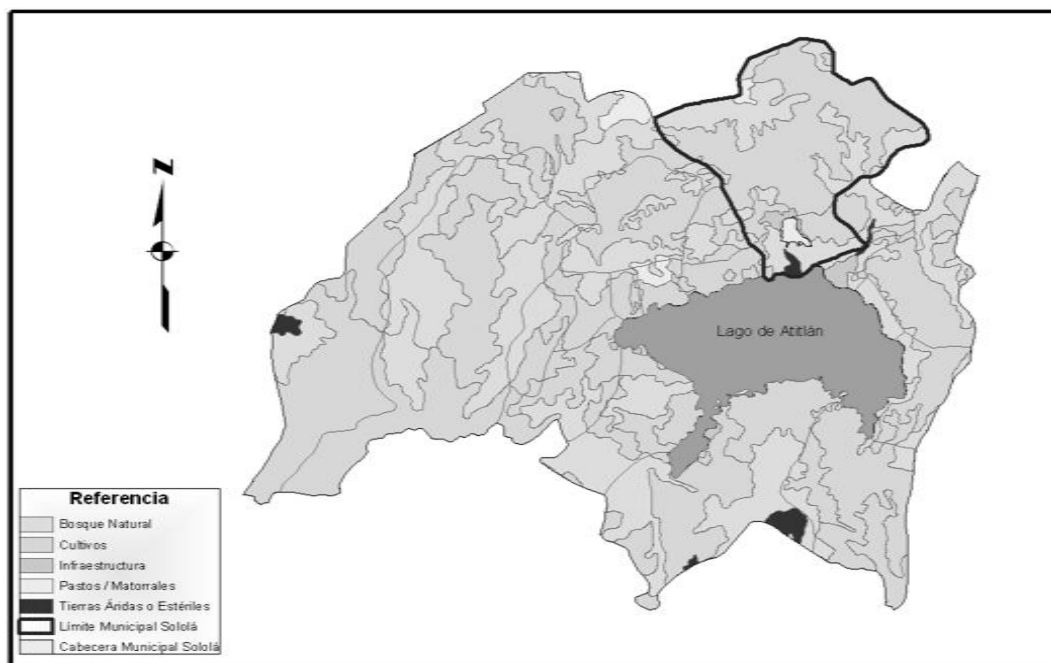 Z
Lago de Atitlán
Referencia
Bosque Natural
Cultivos
Infraestructura
Pastos / Matorrales
Tierras Áridas o Estériles
Límite Municipal Sololá
Cabecera Municipal Sololá